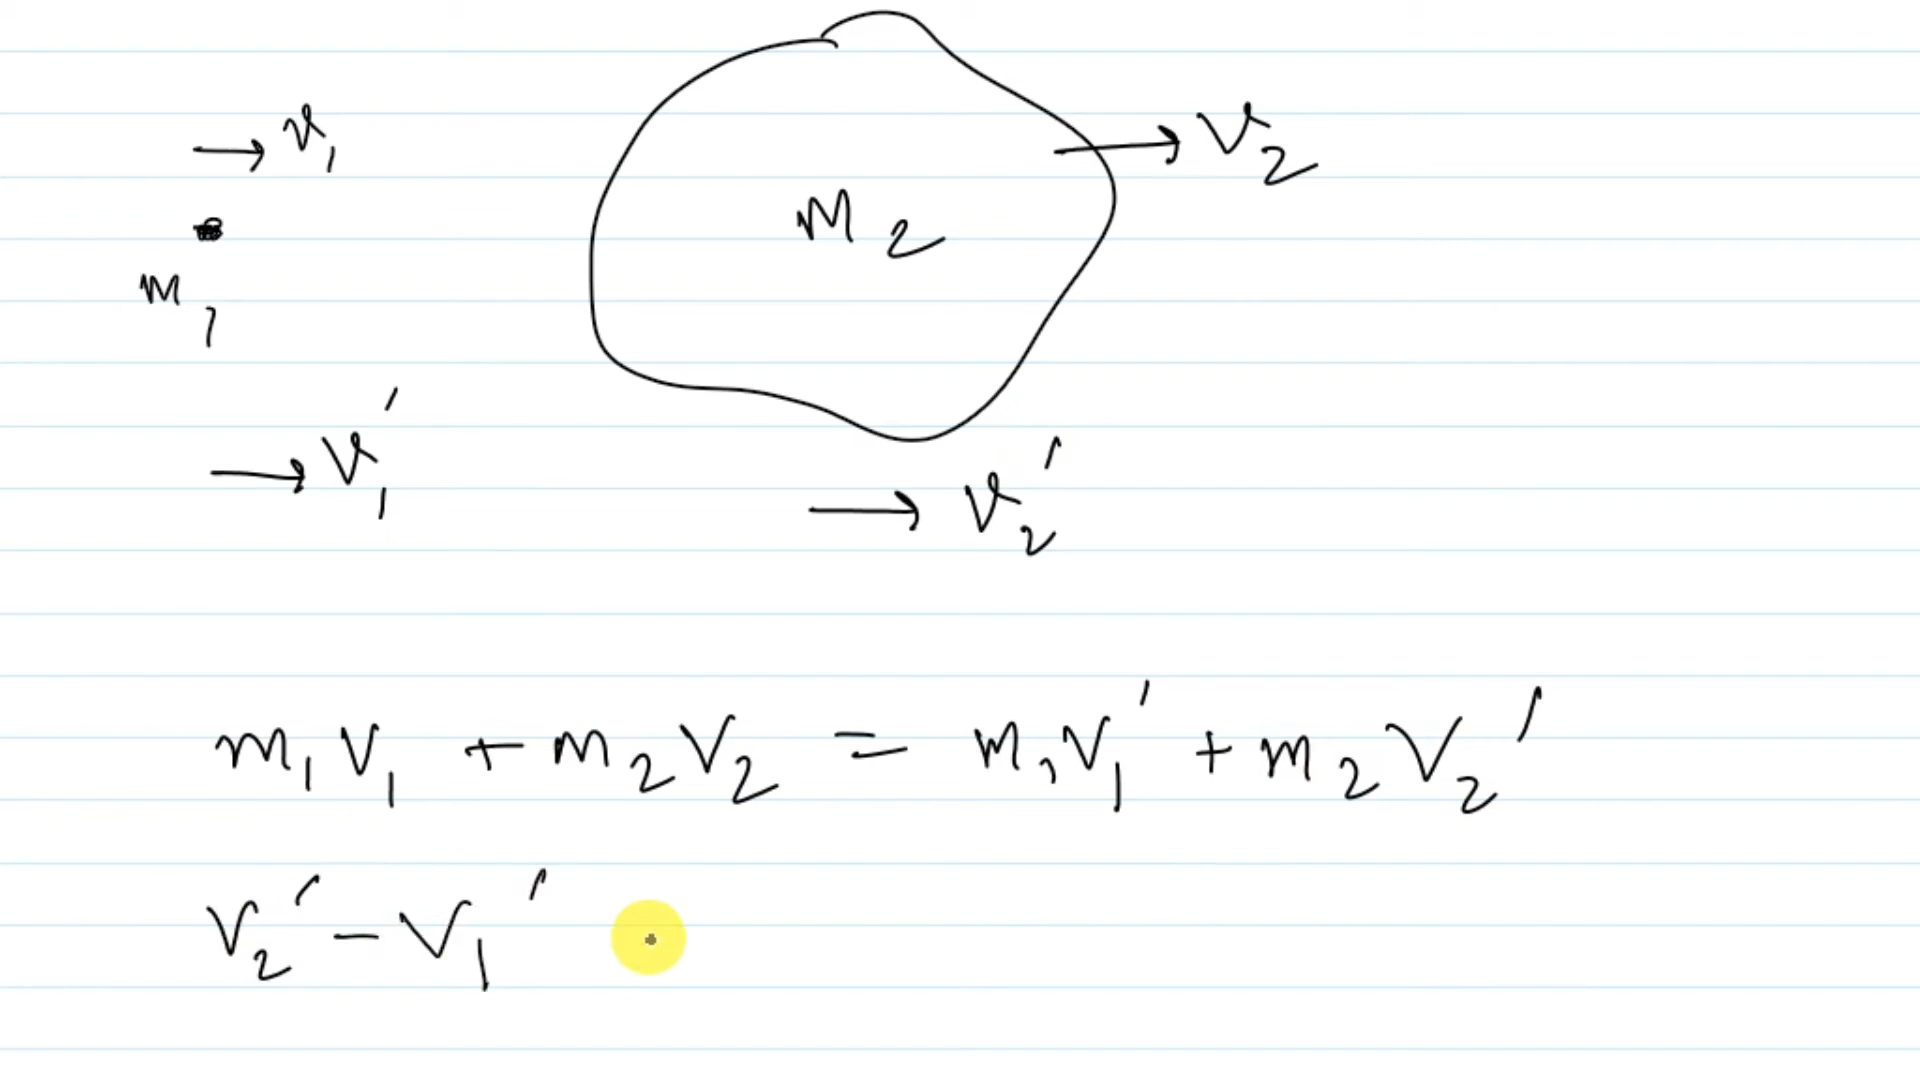 → v₁
→ V₂
m₂
m₁
→ V₁′
→ V₂′
m₁V₁ + m₂V₂ = m₁V₁′ + m₂V₂′
V₂′ − V₁′